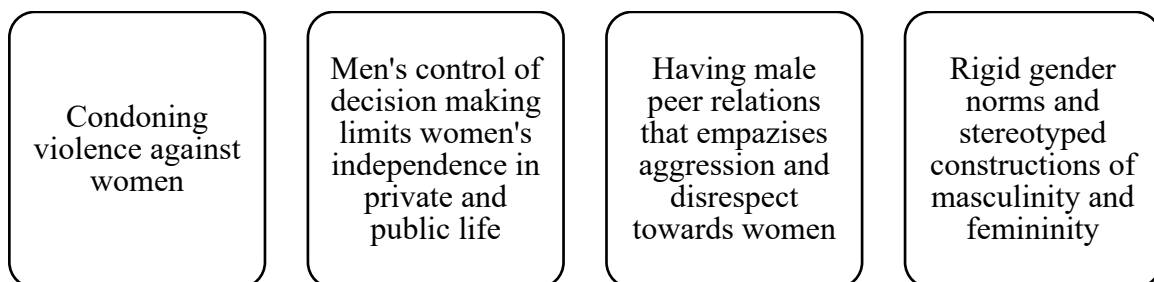 Condoning
violence against
women
Men's control of
decision making
limits women's
independence in
private and
public life
Having male
peer relations
that empazises
aggression and
disrespect
towards women
Rigid gender
norms and
stereotyped
constructions of
masculinity and
femininity